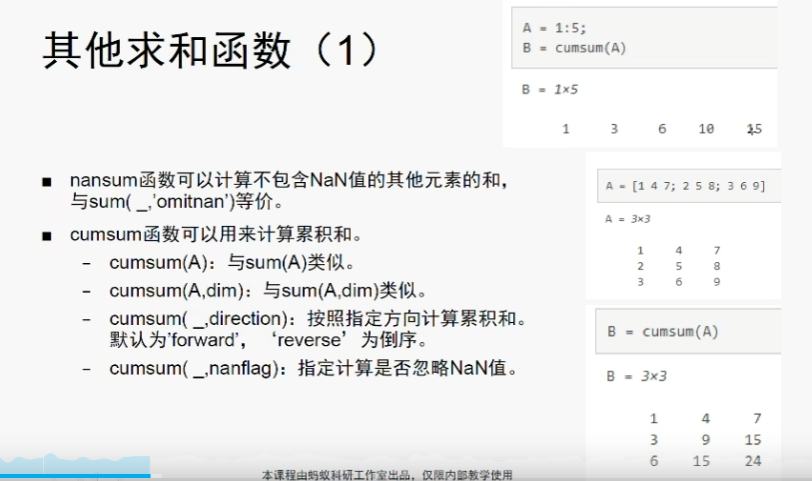 其他求和函数（1）
■ nansum函数可以计算不包含NaN值的其他元素的和，
与sum( _,'omitnan')等价。
■ cumsum函数可以用来计算累积和。
– cumsum(A)：与sum(A)类似。
– cumsum(A,dim)：与sum(A,dim)类似。
– cumsum( _,direction)：按照指定方向计算累积和。
默认为'forward'，‘reverse’为倒序。
– cumsum( _,nanflag)：指定计算是否忽略NaN值。
A = 1:5;
B = cumsum(A)
B = 1×5
1 3 6 10 15
A = [1 4 7; 2 5 8; 3 6 9]
A = 3×3
1 4 7
2 5 8
3 6 9
B = cumsum(A)
B = 3×3
1 4 7
3 9 15
6 15 24
本课程由蚂蚁科研工作室出品，仅限内部教学使用